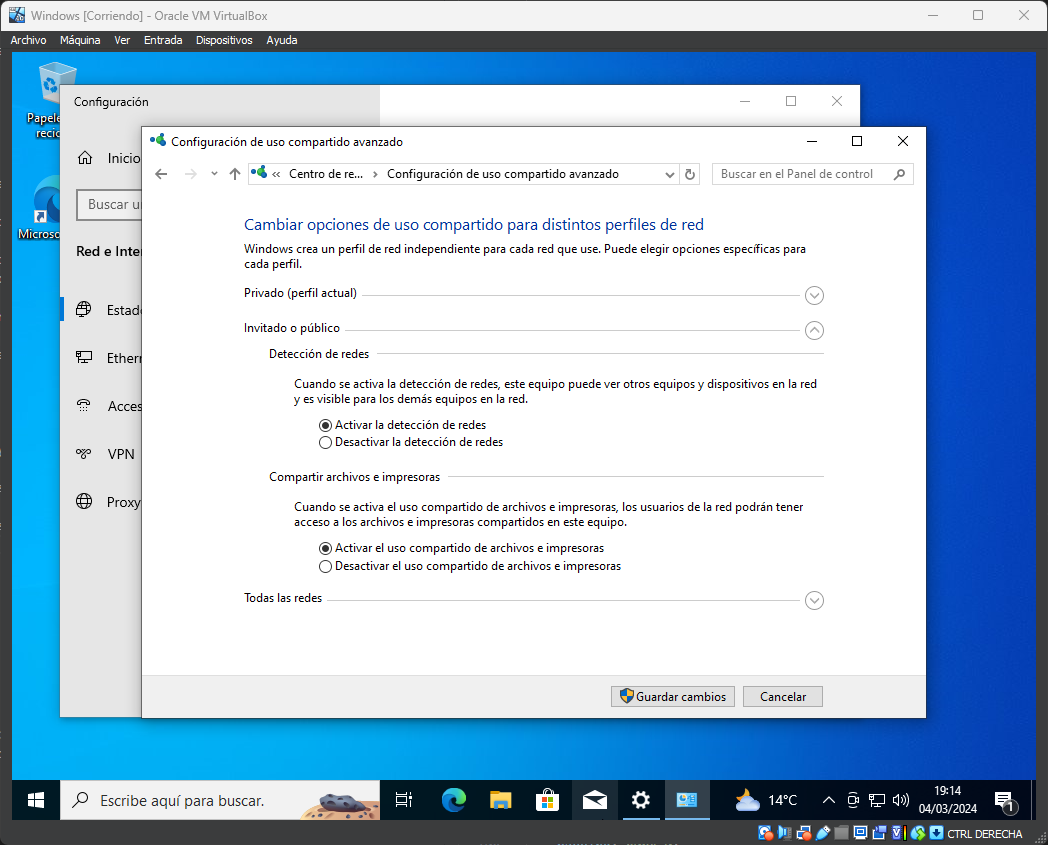 Windows [Corriendo] - Oracle VM VirtualBox
Archivo Máquina Ver Entrada Dispositivos Ayuda
Configuración
Configuración de uso compartido avanzado
« Centro de re... › Configuración de uso compartido avanzado
Buscar en el Panel de control
Inicio
Buscar u
Red e Inte
Estad
Ethern
Acces
VPN
Proxy
Papele
recic
Microso
Cambiar opciones de uso compartido para distintos perfiles de red
Windows crea un perfil de red independiente para cada red que use. Puede elegir opciones específicas para
cada perfil.
Privado (perfil actual)
Invitado o público
Detección de redes
Cuando se activa la detección de redes, este equipo puede ver otros equipos y dispositivos en la red
y es visible para los demás equipos en la red.
Activar la detección de redes
Desactivar la detección de redes
Compartir archivos e impresoras
Cuando se activa el uso compartido de archivos e impresoras, los usuarios de la red podrán tener
acceso a los archivos e impresoras compartidos en este equipo.
Activar el uso compartido de archivos e impresoras
Desactivar el uso compartido de archivos e impresoras
Todas las redes
Guardar cambios
Cancelar
Escribe aquí para buscar.
14°C
19:14
04/03/2024
1
CTRL DERECHA